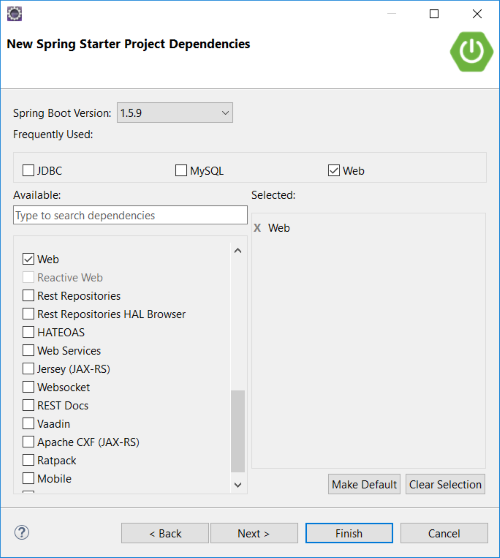 New Spring Starter Project Dependencies
Spring Boot Version: 1.5.9
Frequently Used:
JDBC MySQL Web
Available: Selected:
Type to search dependencies
X Web
Web
Reactive Web
Rest Repositories
Rest Repositories HAL Browser
HATEOAS
Web Services
Jersey (JAX-RS)
Websocket
REST Docs
Vaadin
Apache CXF (JAX-RS)
Ratpack
Mobile
Make Default Clear Selection
? < Back Next > Finish Cancel